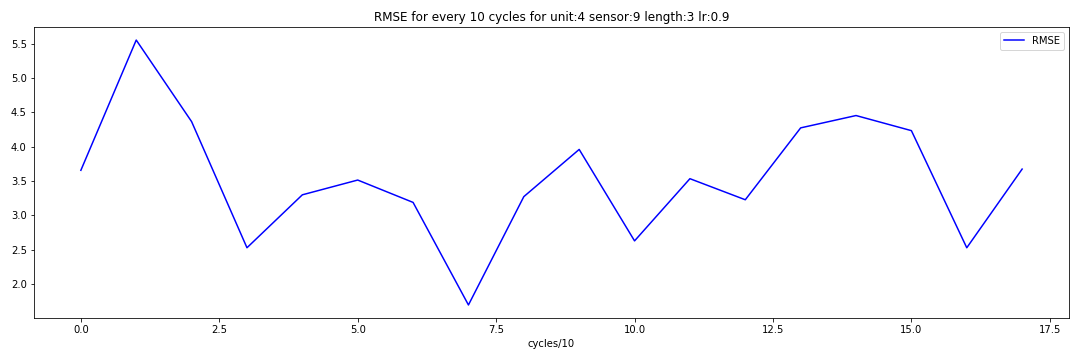 RMSE for every 10 cycles for unit:4 sensor:9 length:3 lr:0.9
RMSE
5.5
5.0
4.5
4.0
3.5
3.0
2.5
2.0
0.0 2.5 5.0 7.5 10.0 12.5 15.0 17.5
cycles/10